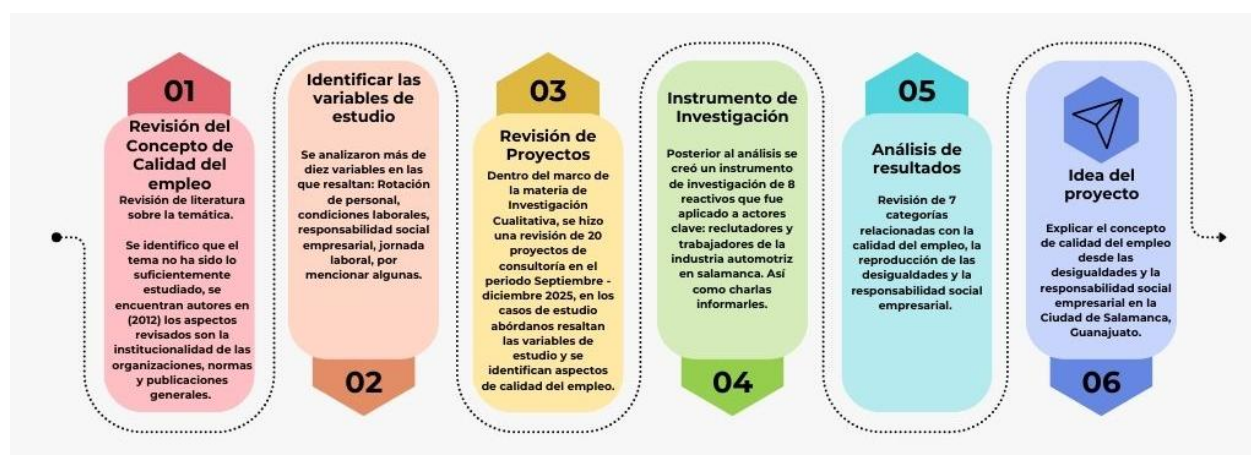 01
Revisión del
Concepto de
Calidad del
empleo
Revisión de literatura
sobre la temática.
Se identifico que el
tema no ha sido lo
suficientemente
estudiado, se
encuentran autores en
(2012) los aspectos
revisados son la
institucionalidad de las
organizaciones, normas
y publicaciones
generales.
Identificar las
variables de
estudio
Se analizaron más de
diez variables en las
que resaltan: Rotación
de personal,
condiciones laborales,
responsabilidad social
empresarial, jornada
laboral, por
mencionar algunas.
02
03
Revisión de
Proyectos
Dentro del marco de
la materia de
Investigación
Cualitativa, se hizo
una revisión de 20
proyectos de
consultoría en el
periodo Septiembre -
diciembre 2025, en los
casos de estudio
abórdanos resaltan
las variables de
estudio y se
identifican aspectos
de calidad del empleo.
Instrumento de
Investigación
Posterior al análisis se
creó un instrumento
de investigación de 8
reactivos que fue
aplicado a actores
clave: reclutadores y
trabajadores de la
industria automotriz
en salamanca. Así
como charlas
informarles.
04
05
Análisis de
resultados
Revisión de 7
categorías
relacionadas con la
calidad del empleo, la
reproducción de las
desigualdades y la
responsabilidad social
empresarial.
Idea del
proyecto
Explicar el concepto
de calidad del empleo
desde las
desigualdades y la
responsabilidad social
empresarial en la
Ciudad de Salamanca,
Guanajuato.
06